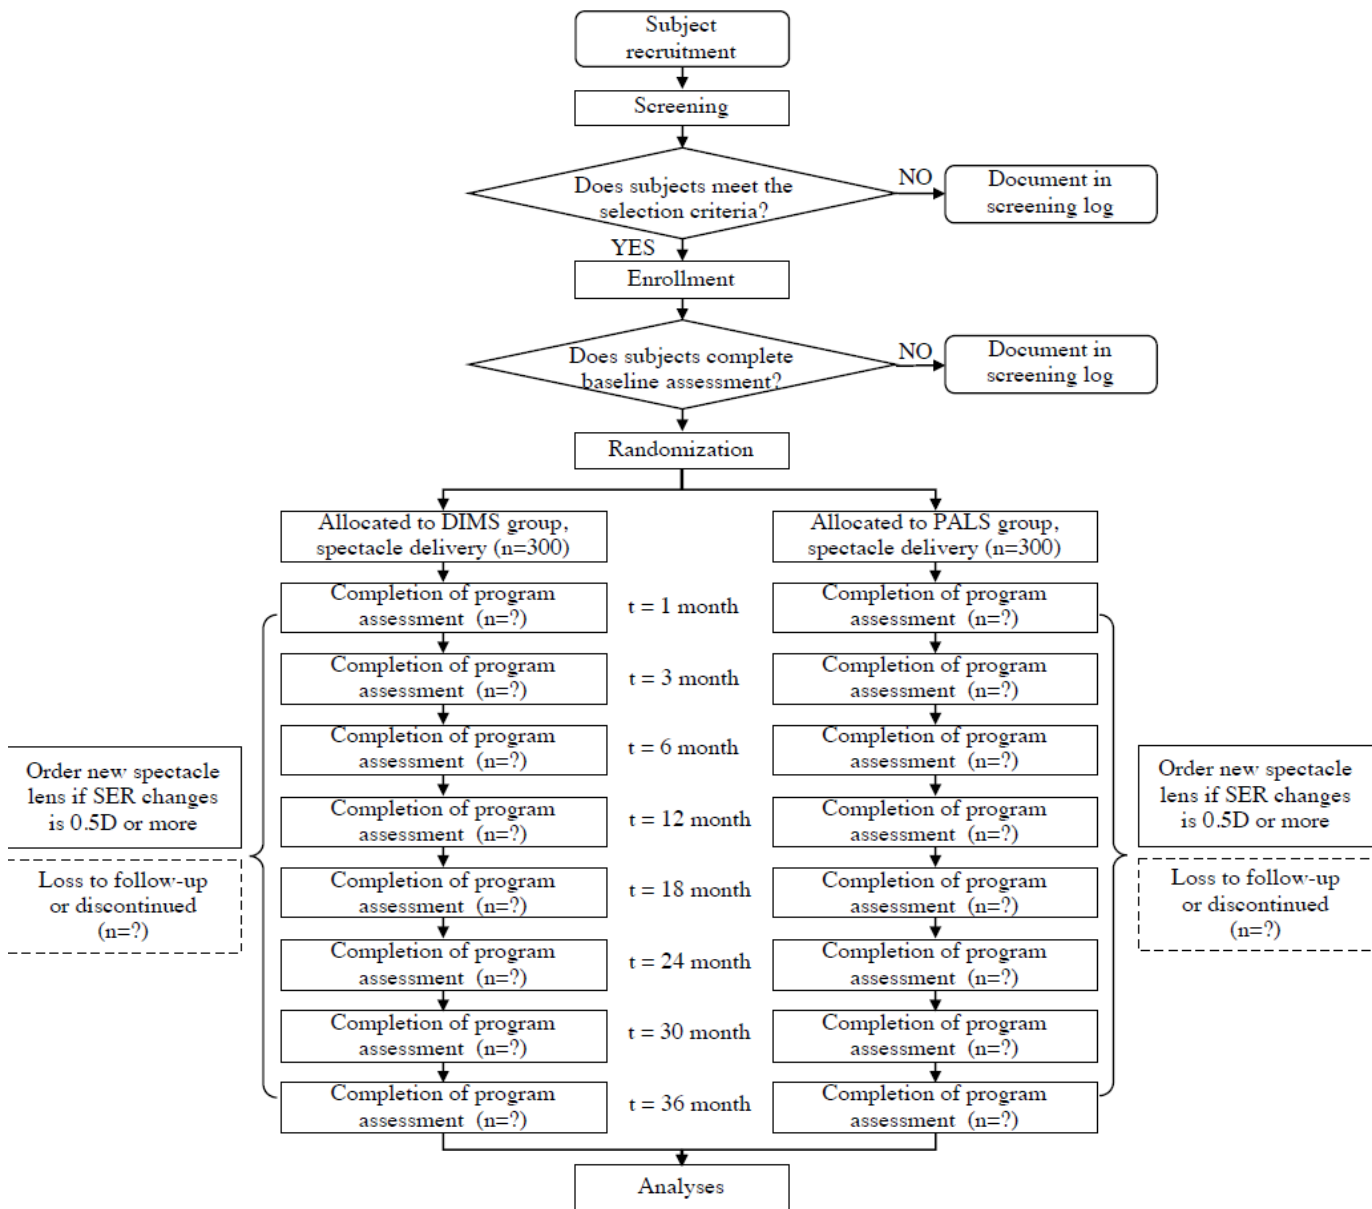 Subject
recruitment
Screening
Does subjects meet the
selection criteria?
NO
Document in
screening log
YES
Enrollment
Does subjects complete
baseline assessment?
NO
Document in
screening log
Randomization
Allocated to DIMS group,
spectacle delivery (n=300)
Allocated to PALS group,
spectacle delivery (n=300)
Completion of program
assessment (n=?)
t = 1 month
Completion of program
assessment (n=?)
Completion of program
assessment (n=?)
t = 3 month
Completion of program
assessment (n=?)
Completion of program
assessment (n=?)
t = 6 month
Completion of program
assessment (n=?)
Order new spectacle
lens if SER changes
is 0.5D or more
Order new spectacle
lens if SER changes
is 0.5D or more
Completion of program
assessment (n=?)
t = 12 month
Completion of program
assessment (n=?)
Loss to follow-up
or discontinued
(n=?)
Completion of program
assessment (n=?)
t = 18 month
Completion of program
assessment (n=?)
Loss to follow-up
or discontinued
(n=?)
Completion of program
assessment (n=?)
t = 24 month
Completion of program
assessment (n=?)
Completion of program
assessment (n=?)
t = 30 month
Completion of program
assessment (n=?)
Completion of program
assessment (n=?)
t = 36 month
Completion of program
assessment (n=?)
Analyses